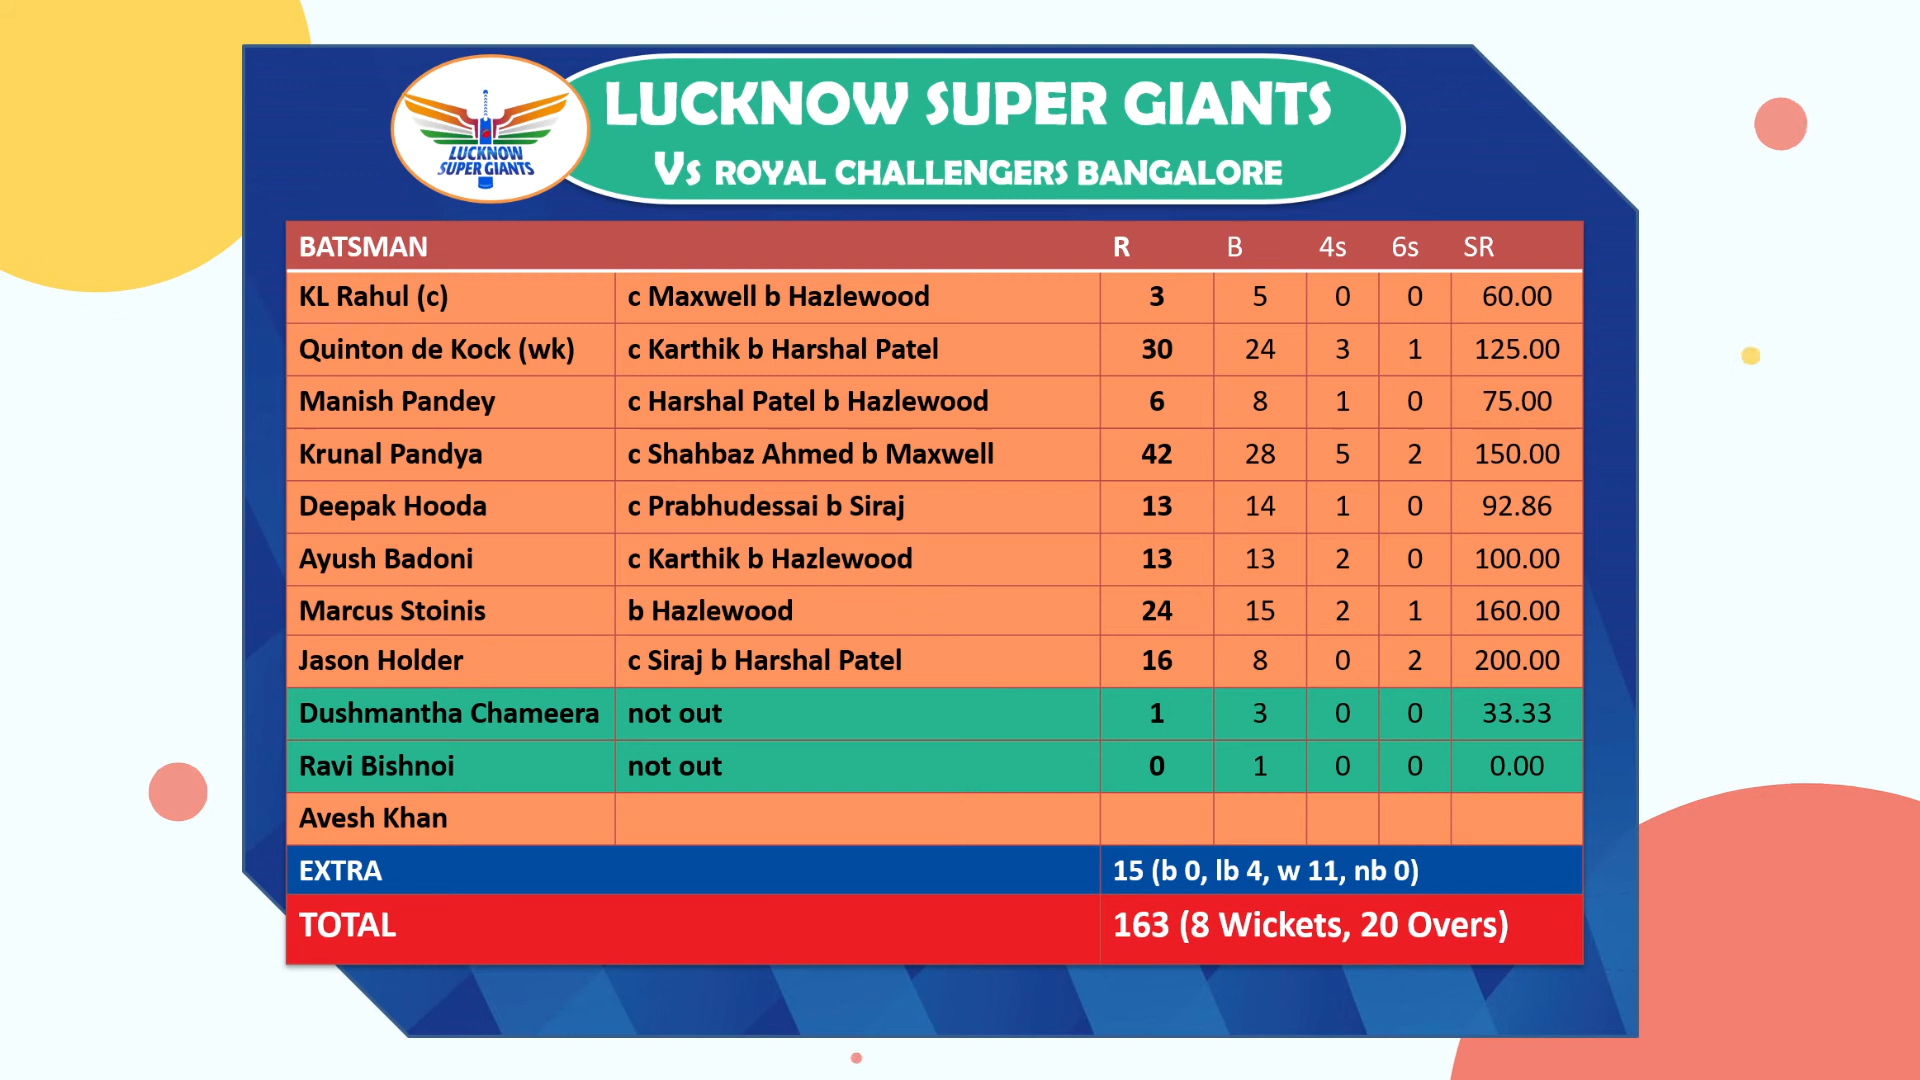 LUCKNOW SUPER GIANTS
Vs ROYAL CHALLENGERS BANGALORE
LUCKNOW
SUPER GIANTS
BATSMAN R B 4s 6s SR
KL Rahul (c) c Maxwell b Hazlewood 3 5 0 0 60.00
Quinton de Kock (wk) c Karthik b Harshal Patel 30 24 3 1 125.00
Manish Pandey c Harshal Patel b Hazlewood 6 8 1 0 75.00
Krunal Pandya c Shahbaz Ahmed b Maxwell 42 28 5 2 150.00
Deepak Hooda c Prabhudessai b Siraj 13 14 1 0 92.86
Ayush Badoni c Karthik b Hazlewood 13 13 2 0 100.00
Marcus Stoinis b Hazlewood 24 15 2 1 160.00
Jason Holder c Siraj b Harshal Patel 16 8 0 2 200.00
Dushmantha Chameera not out 1 3 0 0 33.33
Ravi Bishnoi not out 0 1 0 0 0.00
Avesh Khan
EXTRA 15 (b 0, lb 4, w 11, nb 0)
TOTAL 163 (8 Wickets, 20 Overs)